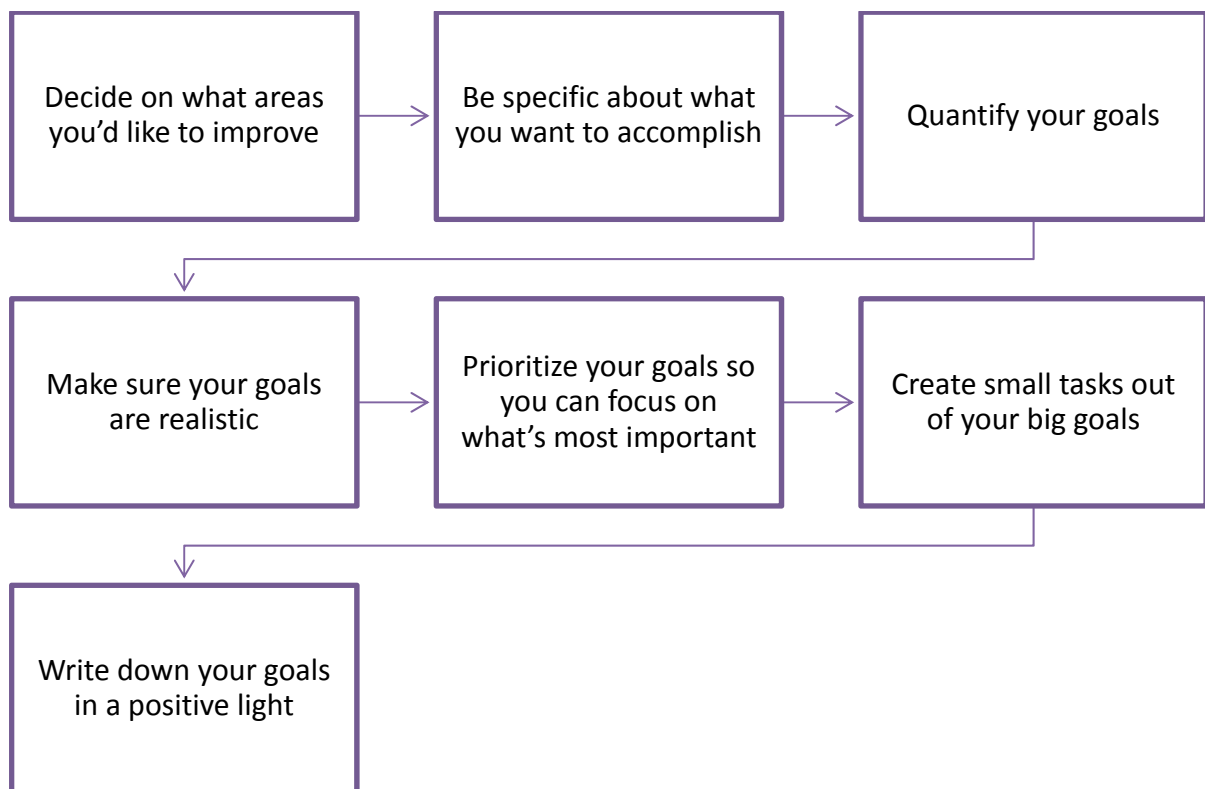 Decide on what areas
you’d like to improve
Be specific about what
you want to accomplish
Quantify your goals
Make sure your goals
are realistic
Prioritize your goals so
you can focus on
what’s most important
Create small tasks out
of your big goals
Write down your goals
in a positive light